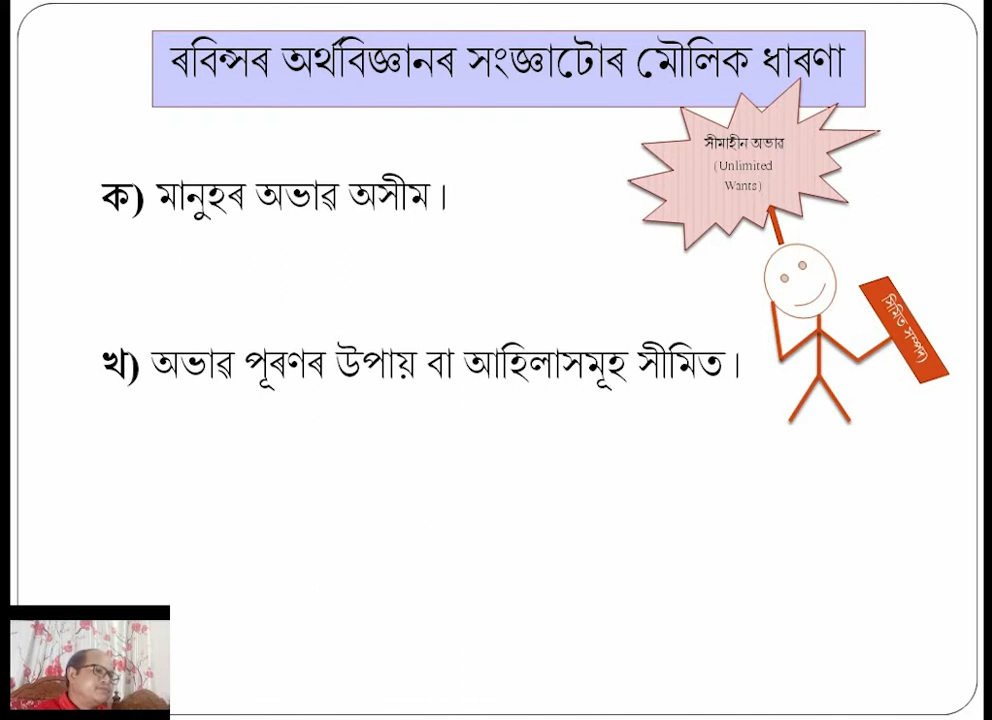 ৰবিন্সৰ অৰ্থবিজ্ঞানৰ সংজ্ঞাটোৰ মৌলিক ধাৰণা
সীমাহীন অভাৱ
(Unlimited
Wants)
ক) মানুহৰ অভাৱ অসীম।
সিমিত সম্পদ
খ) অভাৱ পূৰণৰ উপায় বা আহিলাসমূহ সীমিত।